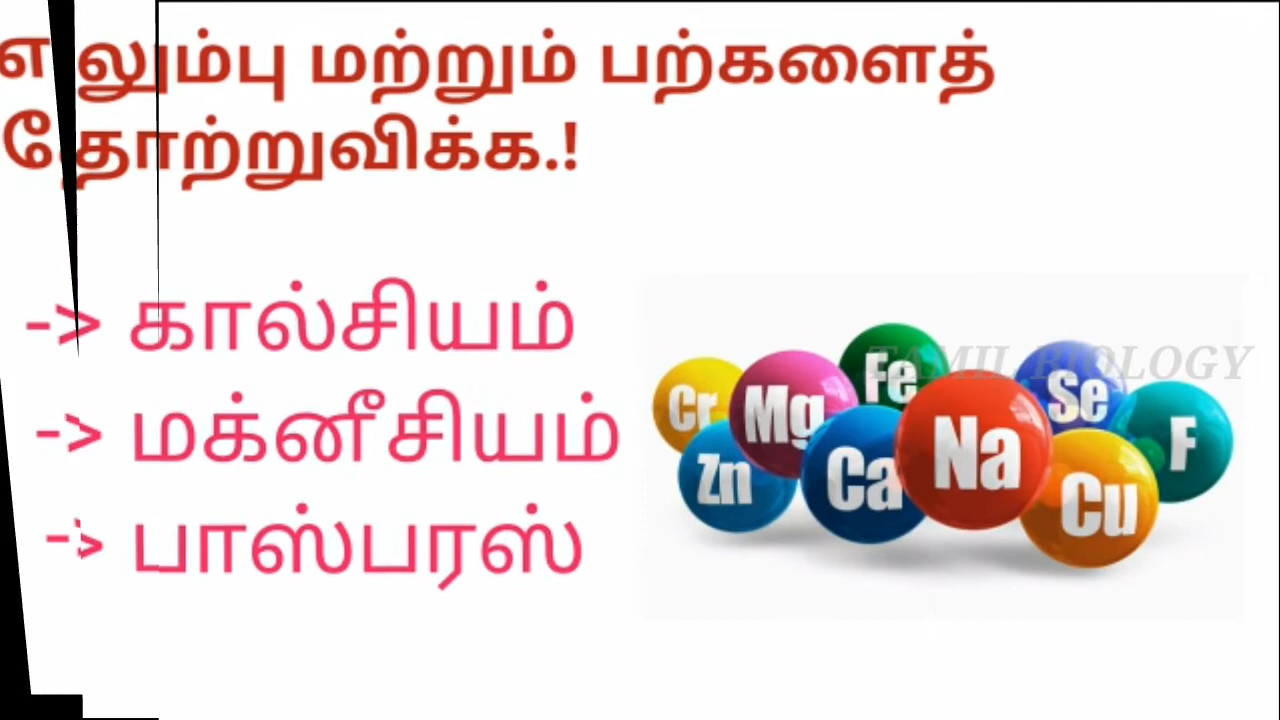 எலும்பு மற்றும் பற்களைத்
தோற்றுவிக்க.!
-> கால்சியம்
-> மக்னீசியம்
-> பாஸ்பரஸ்
TAMIL BIOLOGY
Cr Mg Fe Se F
Zn Ca Na Cu